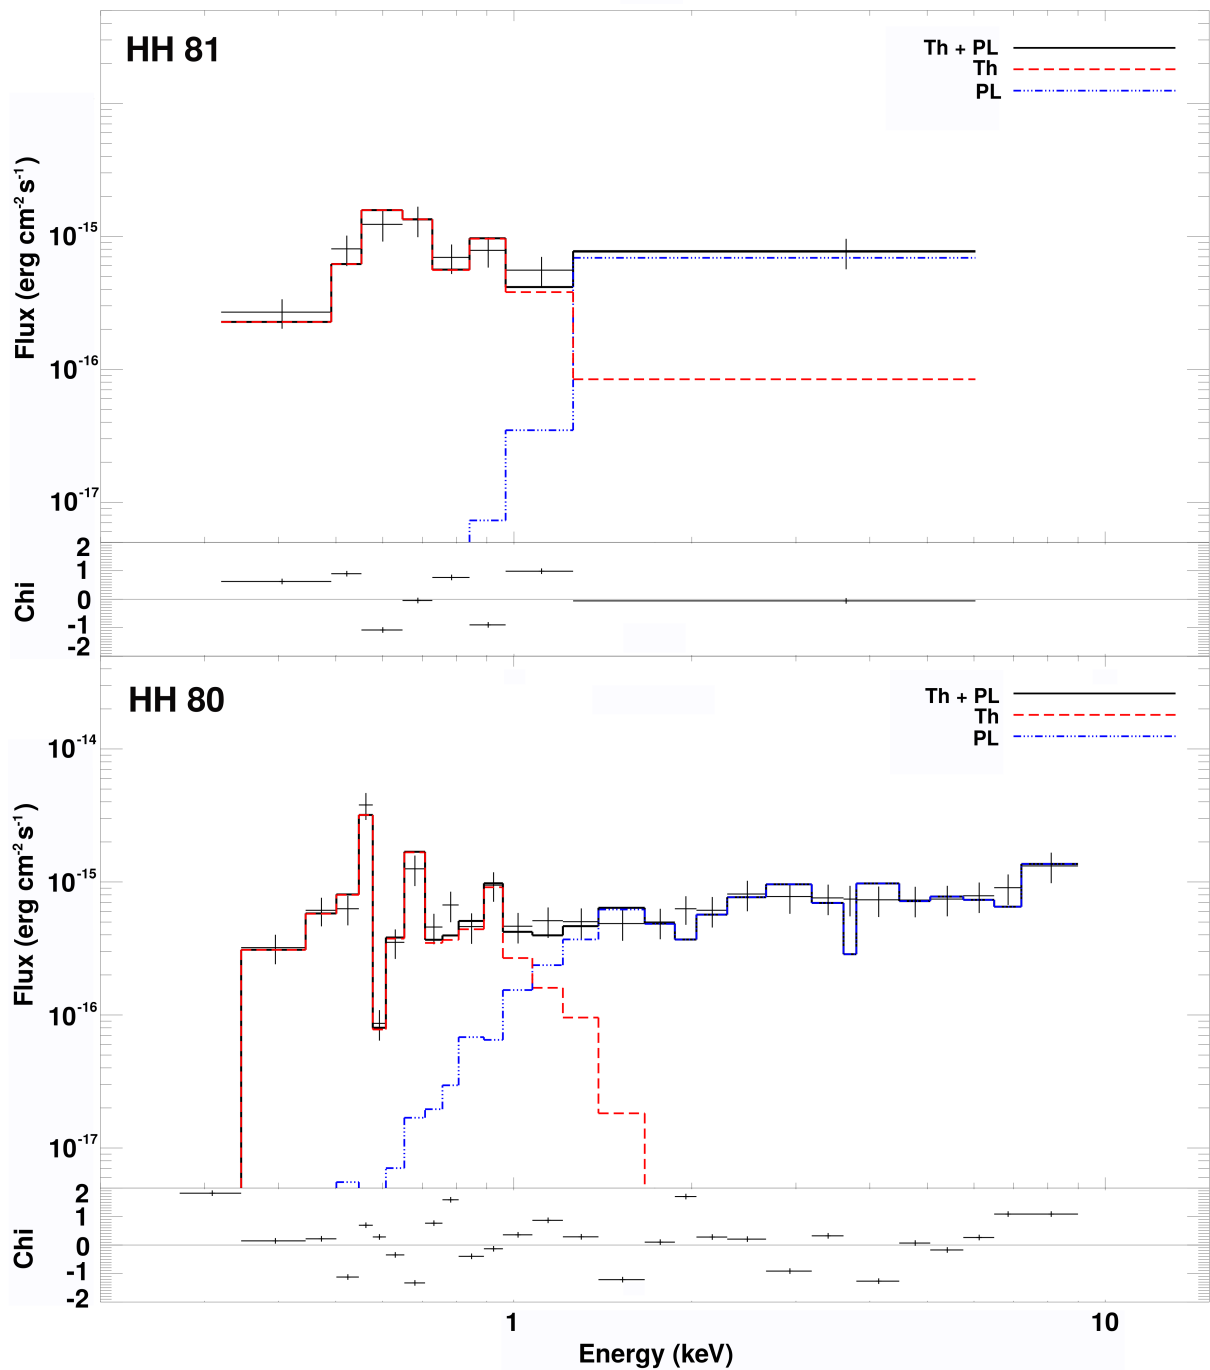 HH 81
Th + PL
Th
PL
Flux (erg cm-2 s-1)
10-15
10-16
10-17
Chi
2
1
0
-1
-2
HH 80
Th + PL
Th
PL
Flux (erg cm-2 s-1)
10-14
10-15
10-16
10-17
Chi
2
1
0
-1
-2
1 10
Energy (keV)